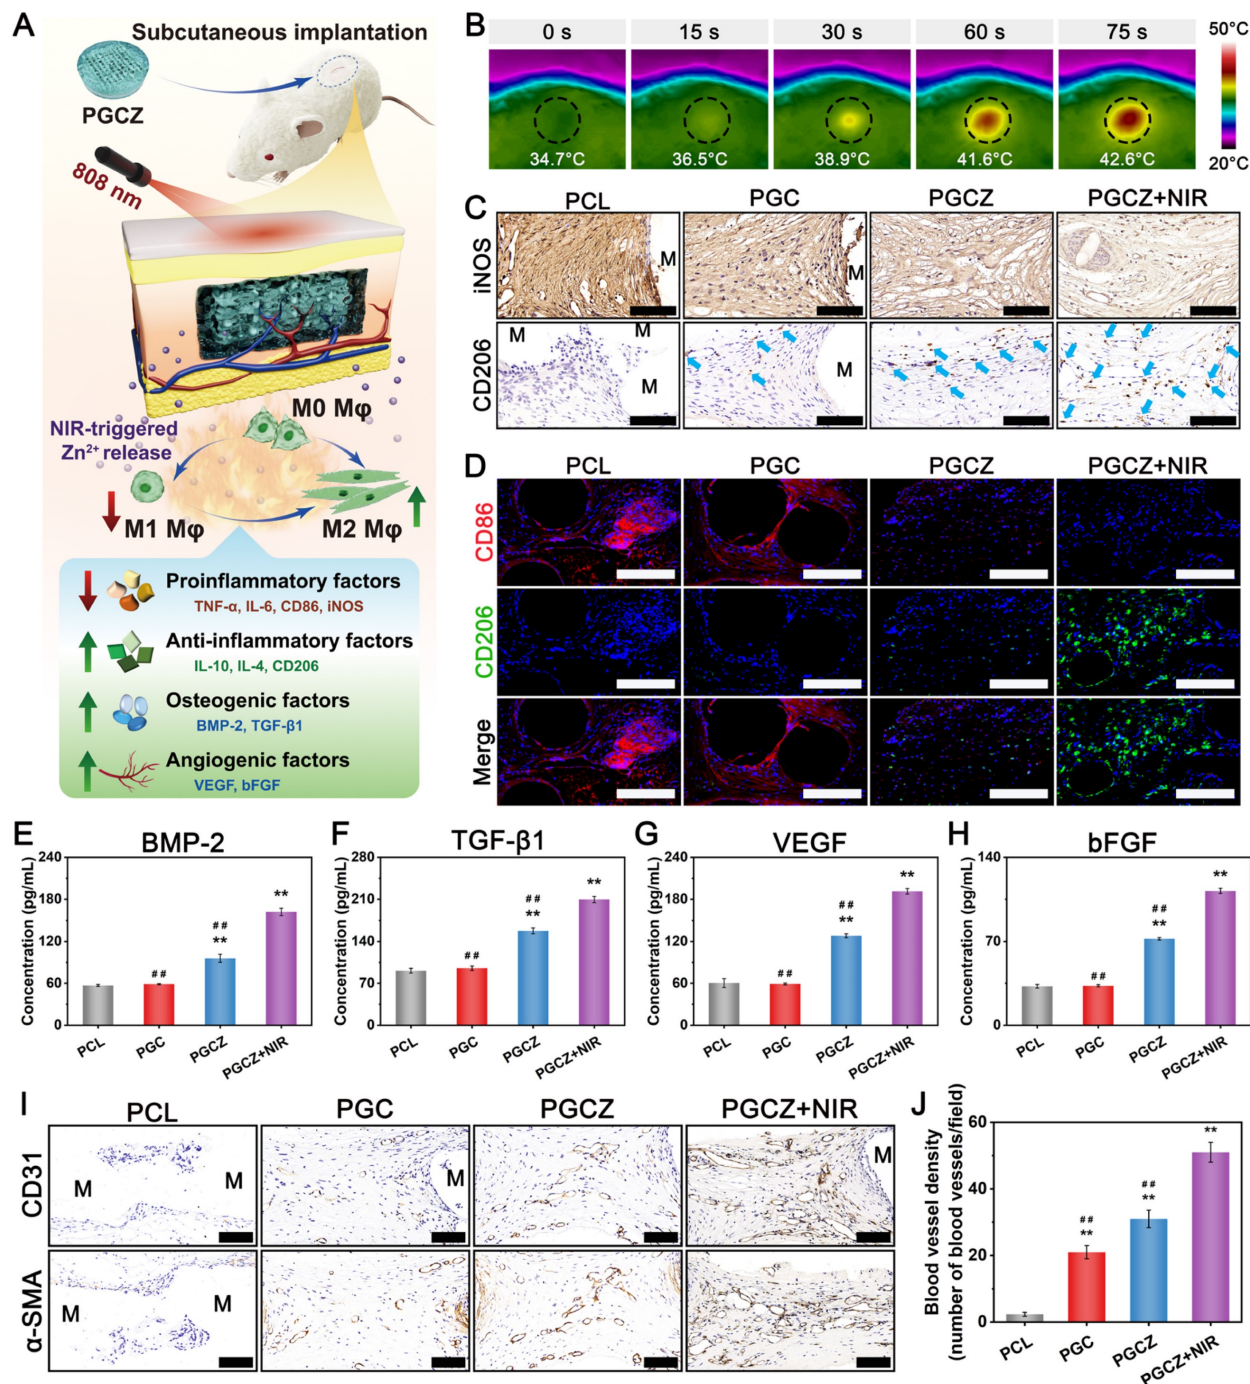 A
Subcutaneous implantation
PGCZ
808 nm
M0 Mφ
NIR-triggered
Zn²⁺ release
M1 Mφ
M2 Mφ
Proinflammatory factors
TNF-α, IL-6, CD86, iNOS
Anti-inflammatory factors
IL-10, IL-4, CD206
Osteogenic factors
BMP-2, TGF-β1
Angiogenic factors
VEGF, bFGF
B
0 s 15 s 30 s 60 s 75 s
50°C
34.7°C 36.5°C 38.9°C 41.6°C 42.6°C
20°C
C
PCL PGC PGCZ PGCZ+NIR
iNOS
M M
CD206
M M M M
D
PCL PGC PGCZ PGCZ+NIR
CD86
CD206
Merge
E
BMP-2
Concentration (pg/mL)
240
180
120
60
0
##
##
**
**
PCL PGC PGCZ PGCZ+NIR
F
TGF-β1
Concentration (pg/mL)
280
210
140
70
0
##
##
**
**
PCL PGC PGCZ PGCZ+NIR
G
VEGF
Concentration (pg/mL)
240
180
120
60
0
##
##
**
**
PCL PGC PGCZ PGCZ+NIR
H
bFGF
Concentration (pg/mL)
140
70
0
##
##
**
**
PCL PGC PGCZ PGCZ+NIR
I
PCL PGC PGCZ PGCZ+NIR
CD31
M M M M
α-SMA
M M
J
Blood vessel density
(number of blood vessels/field)
60
40
20
0
##
**
##
**
**
PCL PGC PGCZ PGCZ+NIR